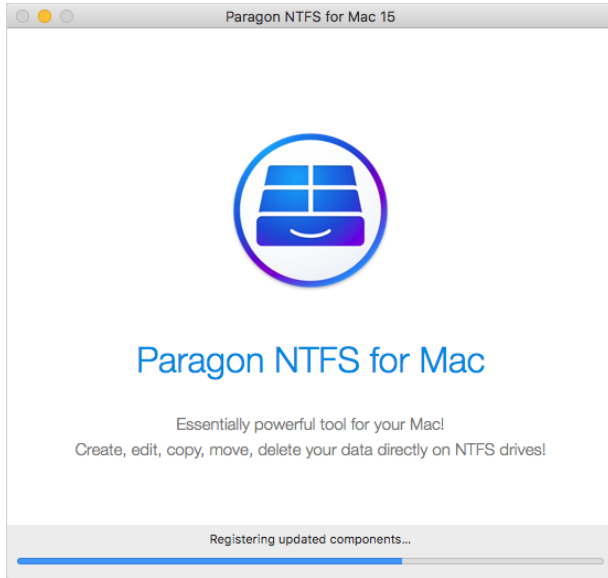 Paragon NTFS for Mac 15
Paragon NTFS for Mac
Essentially powerful tool for your Mac!
Create, edit, copy, move, delete your data directly on NTFS drives!
Registering updated components...